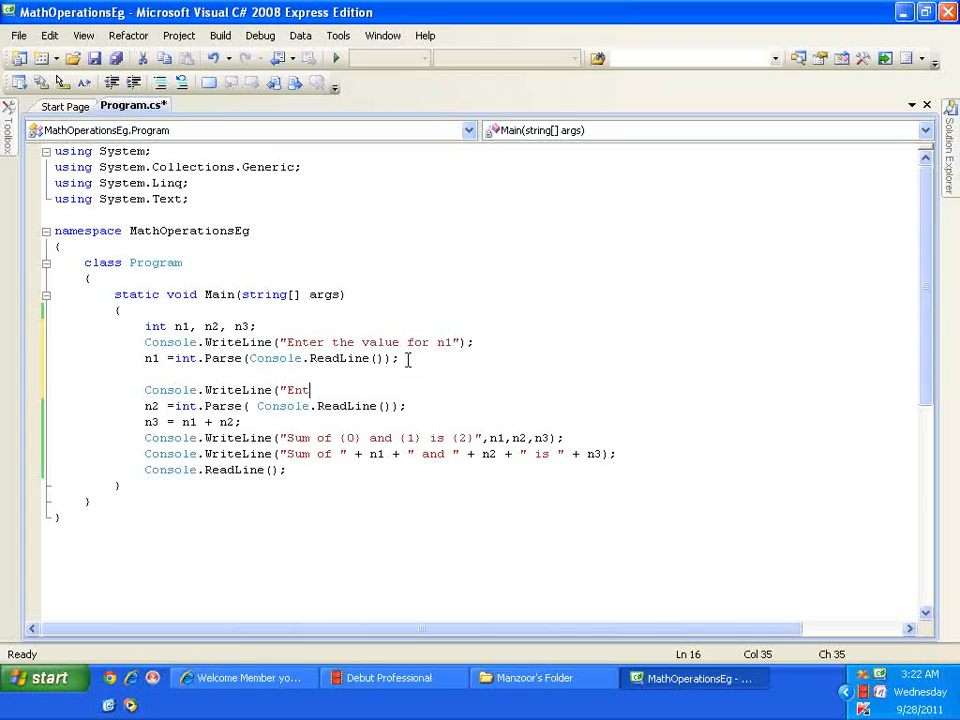 MathOperationsEg - Microsoft Visual C# 2008 Express Edition
File Edit View Refactor Project Build Debug Data Tools Window Help
Start Page Program.cs*
MathOperationsEg.Program Main(string[] args)
Toolbox
Solution Explorer
using System;
using System.Collections.Generic;
using System.Linq;
using System.Text;
namespace MathOperationsEg
{
class Program
{
static void Main(string[] args)
{
int n1, n2, n3;
Console.WriteLine("Enter the value for n1");
n1 =int.Parse(Console.ReadLine());
Console.WriteLine("Ent
n2 =int.Parse( Console.ReadLine());
n3 = n1 + n2;
Console.WriteLine("Sum of {0} and {1} is {2}",n1,n2,n3);
Console.WriteLine("Sum of " + n1 + " and " + n2 + " is " + n3);
Console.ReadLine();
}
}
}
Ready Ln 16 Col 35 Ch 35
start Welcome Member yo... Debut Professional Manzoor's Folder MathOperationsEg - ... 3:22 AM
Wednesday
9/28/2011